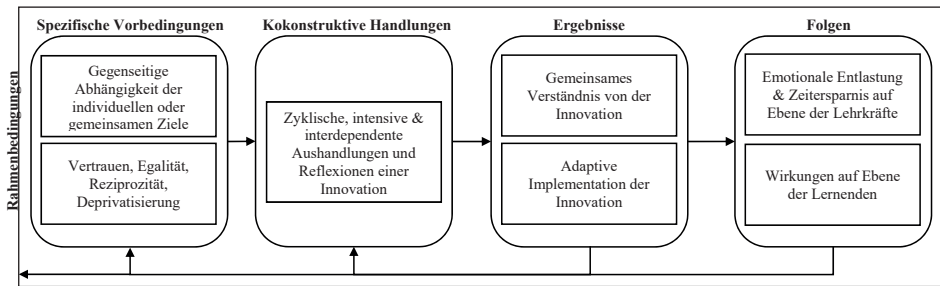 Rahmenbedingungen
Spezifische Vorbedingungen
Gegenseitige
Abhängigkeit der
individuellen oder
gemeinsamen Ziele
Vertrauen, Egalität,
Reziprozität,
Deprivatisierung
Kokonstruktive Handlungen
Zyklische, intensive &
interdependente
Aushandlungen und
Reflexionen einer
Innovation
Ergebnisse
Gemeinsames
Verständnis von der
Innovation
Adaptive
Implementation der
Innovation
Folgen
Emotionale Entlastung
& Zeitersparnis auf
Ebene der Lehrkräfte
Wirkungen auf Ebene
der Lernenden